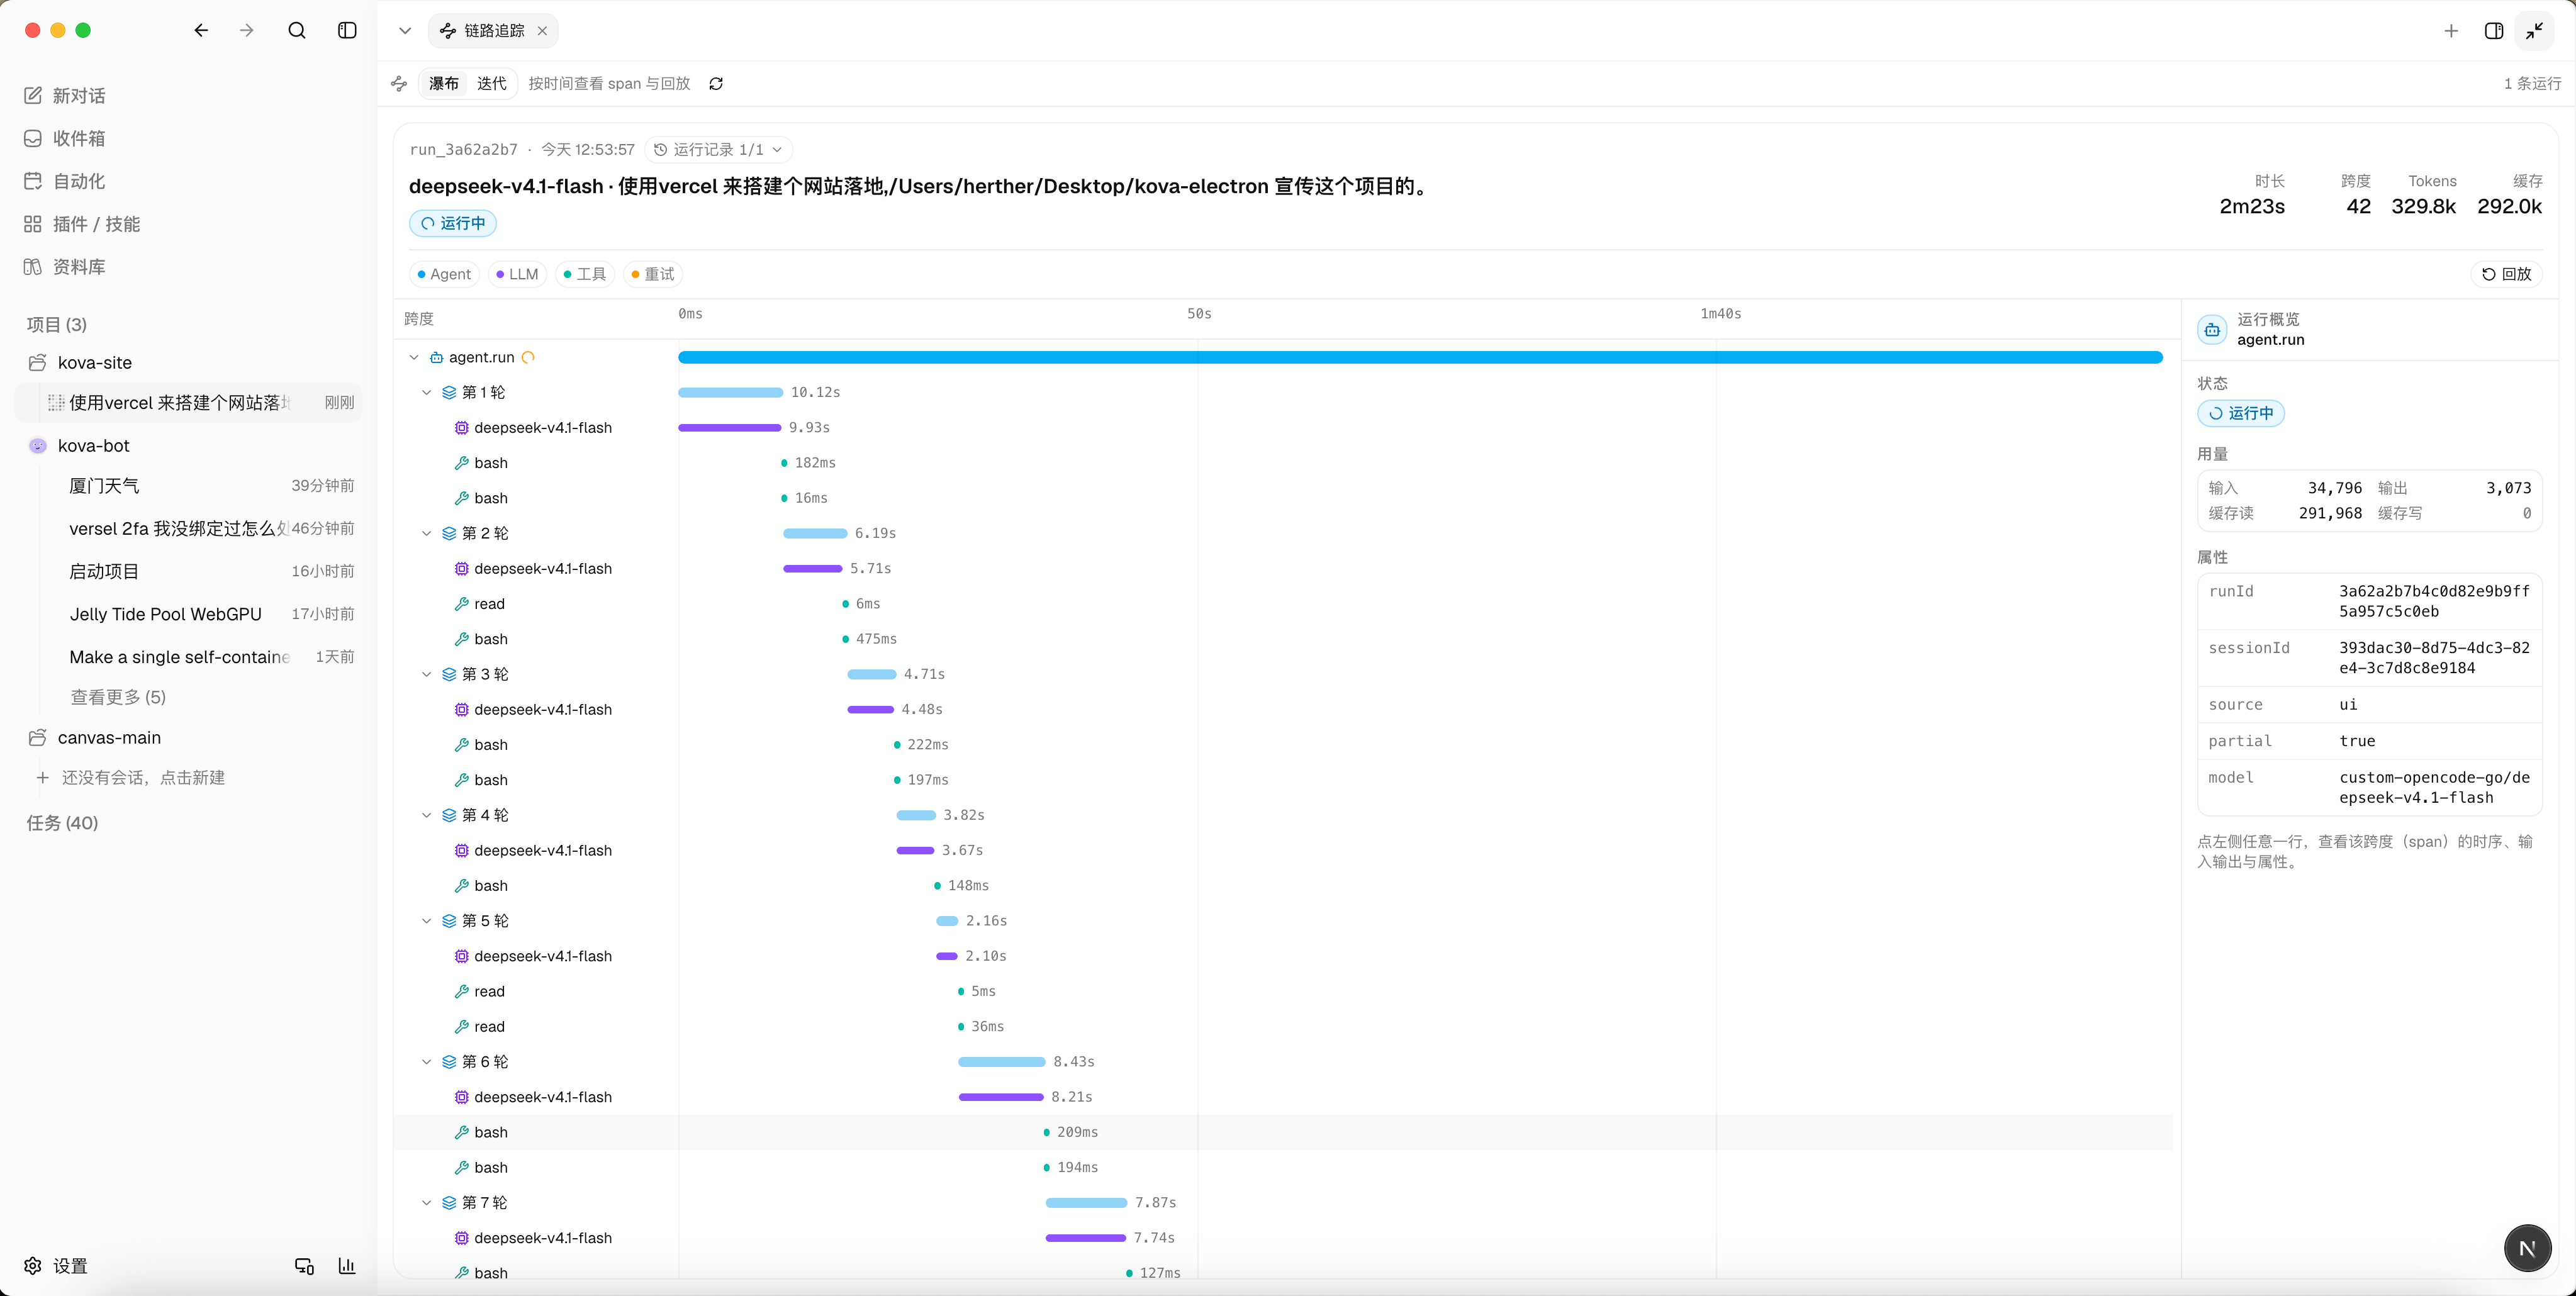 链路追踪
瀑布 迭代 按时间查看 span 与回放
1 条运行
新对话
收件箱
自动化
插件 / 技能
资料库
项目 (3)
kova-site
使用vercel 来搭建个网站落 刚刚
kova-bot
厦门天气 39分钟前
versel 2fa 我没绑定过怎么 46分钟前
启动项目 16小时前
Jelly Tide Pool WebGPU 17小时前
Make a single self-containe 1天前
查看更多 (5)
canvas-main
还没有会话，点击新建
任务 (40)
设置
run_3a62a2b7 · 今天 12:53:57 运行记录 1/1
deepseek-v4.1-flash · 使用vercel 来搭建个网站落地,/Users/herther/Desktop/kova-electron 宣传这个项目的。
运行中
时长 跨度 Tokens 缓存
2m23s 42 329.8k 292.0k
Agent LLM 工具 重试
回放
跨度 0ms 50s 1m40s
agent.run
第 1 轮 10.12s
deepseek-v4.1-flash 9.93s
bash 182ms
bash 16ms
第 2 轮 6.19s
deepseek-v4.1-flash 5.71s
read 6ms
bash 475ms
第 3 轮 4.71s
deepseek-v4.1-flash 4.48s
bash 222ms
bash 197ms
第 4 轮 3.82s
deepseek-v4.1-flash 3.67s
bash 148ms
第 5 轮 2.16s
deepseek-v4.1-flash 2.10s
read 5ms
read 36ms
第 6 轮 8.43s
deepseek-v4.1-flash 8.21s
bash 209ms
bash 194ms
第 7 轮 7.87s
deepseek-v4.1-flash 7.74s
bash 127ms
运行概览
agent.run
状态
运行中
用量
输入 34,796 输出 3,073
缓存读 291,968 缓存写 0
属性
runId 3a62a2b7b4c0d82e9b9ff
5a957c5c0eb
sessionId 393dac30-8d75-4dc3-82
e4-3c7d8c8e9184
source ui
partial true
model custom-opencode-go/de
epseek-v4.1-flash
点左侧任意一行，查看该跨度（span）的时序、输
入输出与属性。
N